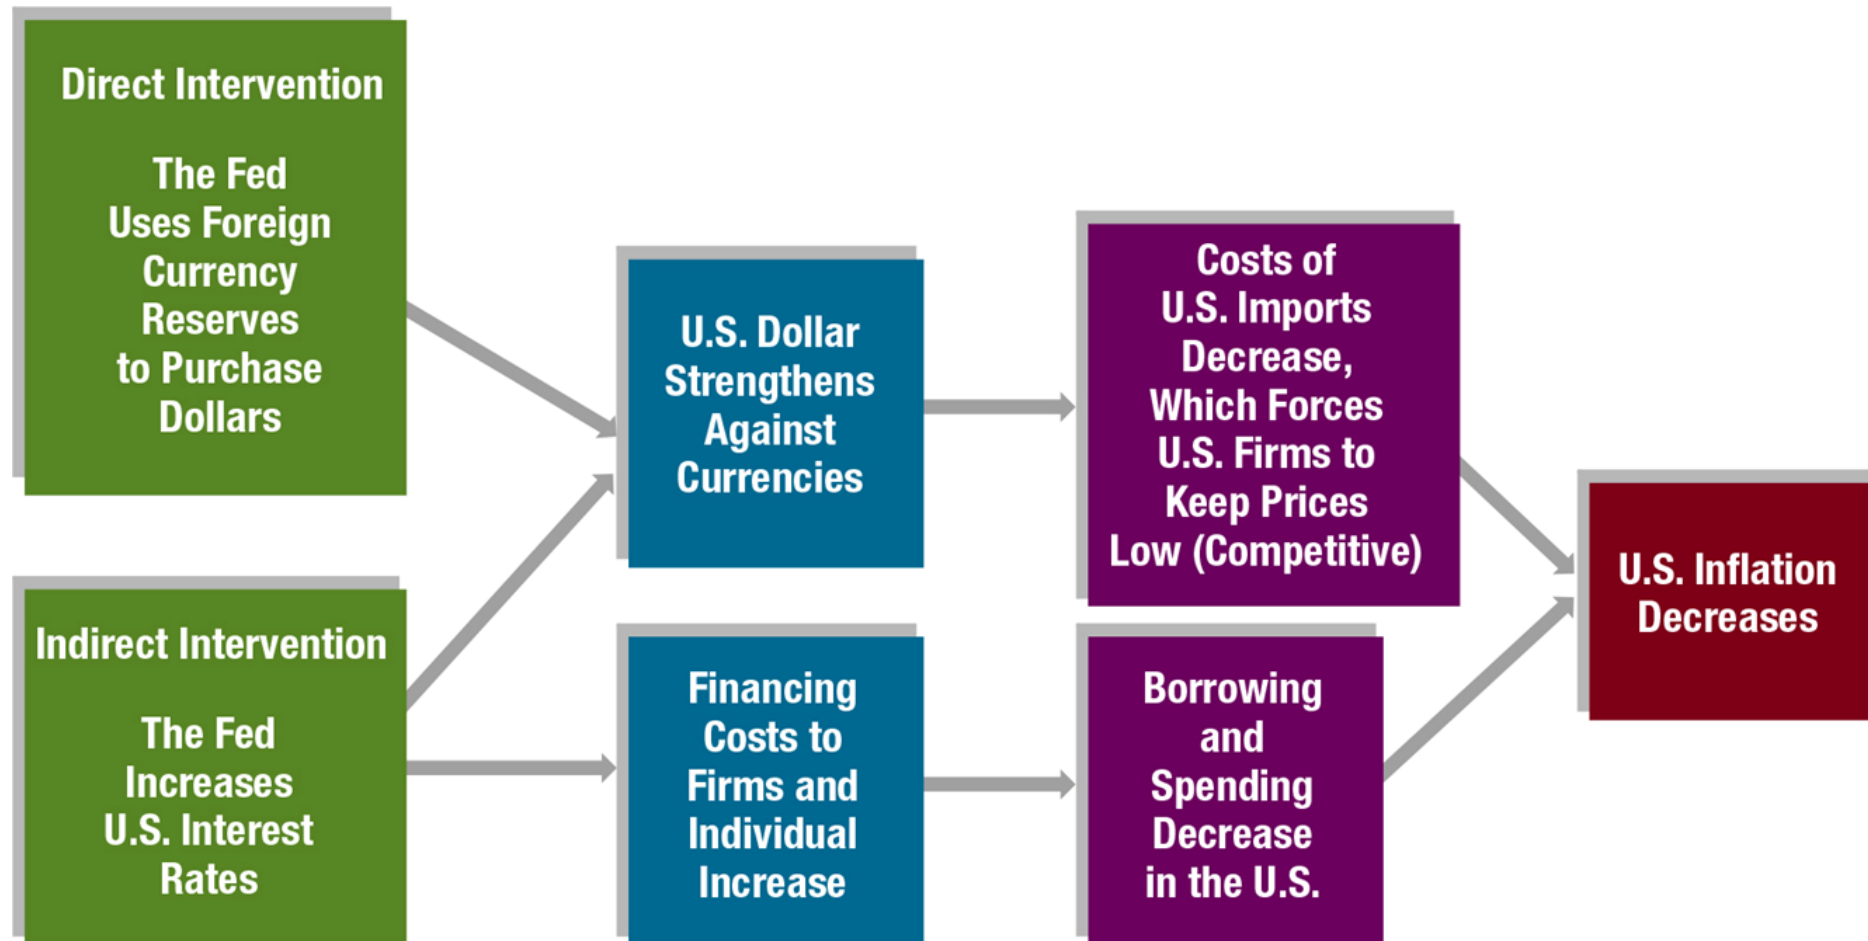 Direct Intervention
The Fed
Uses Foreign
Currency
Reserves
to Purchase
Dollars
Indirect Intervention
The Fed
Increases
U.S. Interest
Rates
U.S. Dollar
Strengthens
Against
Currencies
Financing
Costs to
Firms and
Individual
Increase
Costs of
U.S. Imports
Decrease,
Which Forces
U.S. Firms to
Keep Prices
Low (Competitive)
Borrowing
and
Spending
Decrease
in the U.S.
U.S. Inflation
Decreases